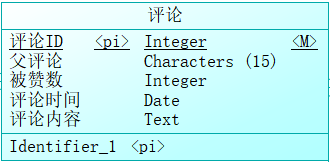 评论
评论ID <pi> Integer <M>
父评论 Characters (15)
被赞数 Integer
评论时间 Date
评论内容 Text
Identifier_1 <pi>